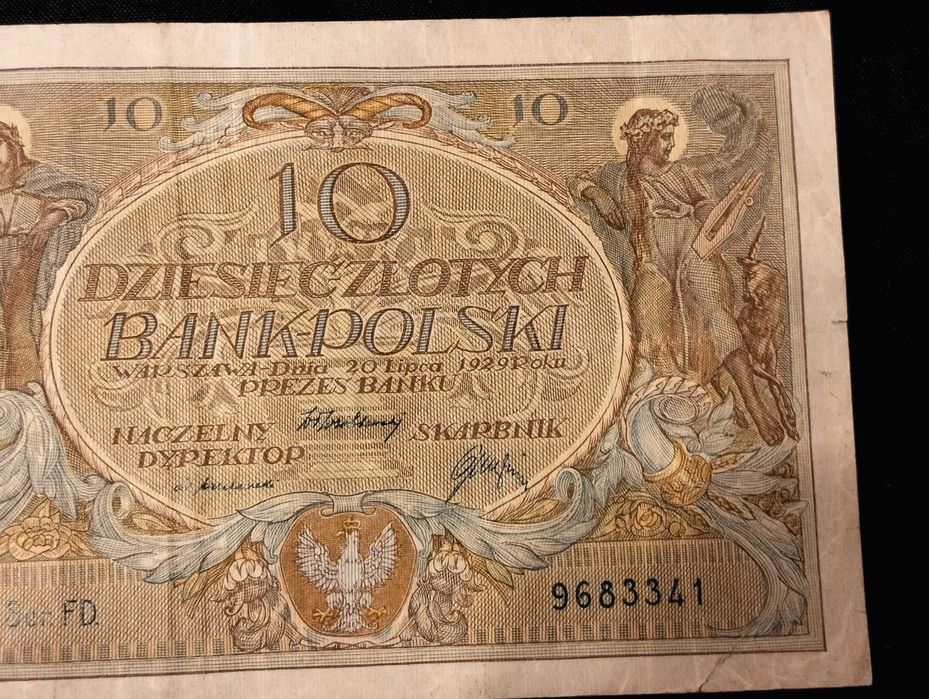 10 10
10
DZIESIĘĆ ZŁOTYCH
BANK-POLSKI
WARSZAWA-Dnia 20 Lipca 1929 Roku
PREZES BANKU
NACZELNY SKARBNIK
DYREKTOR
Ser. FD. 9683341